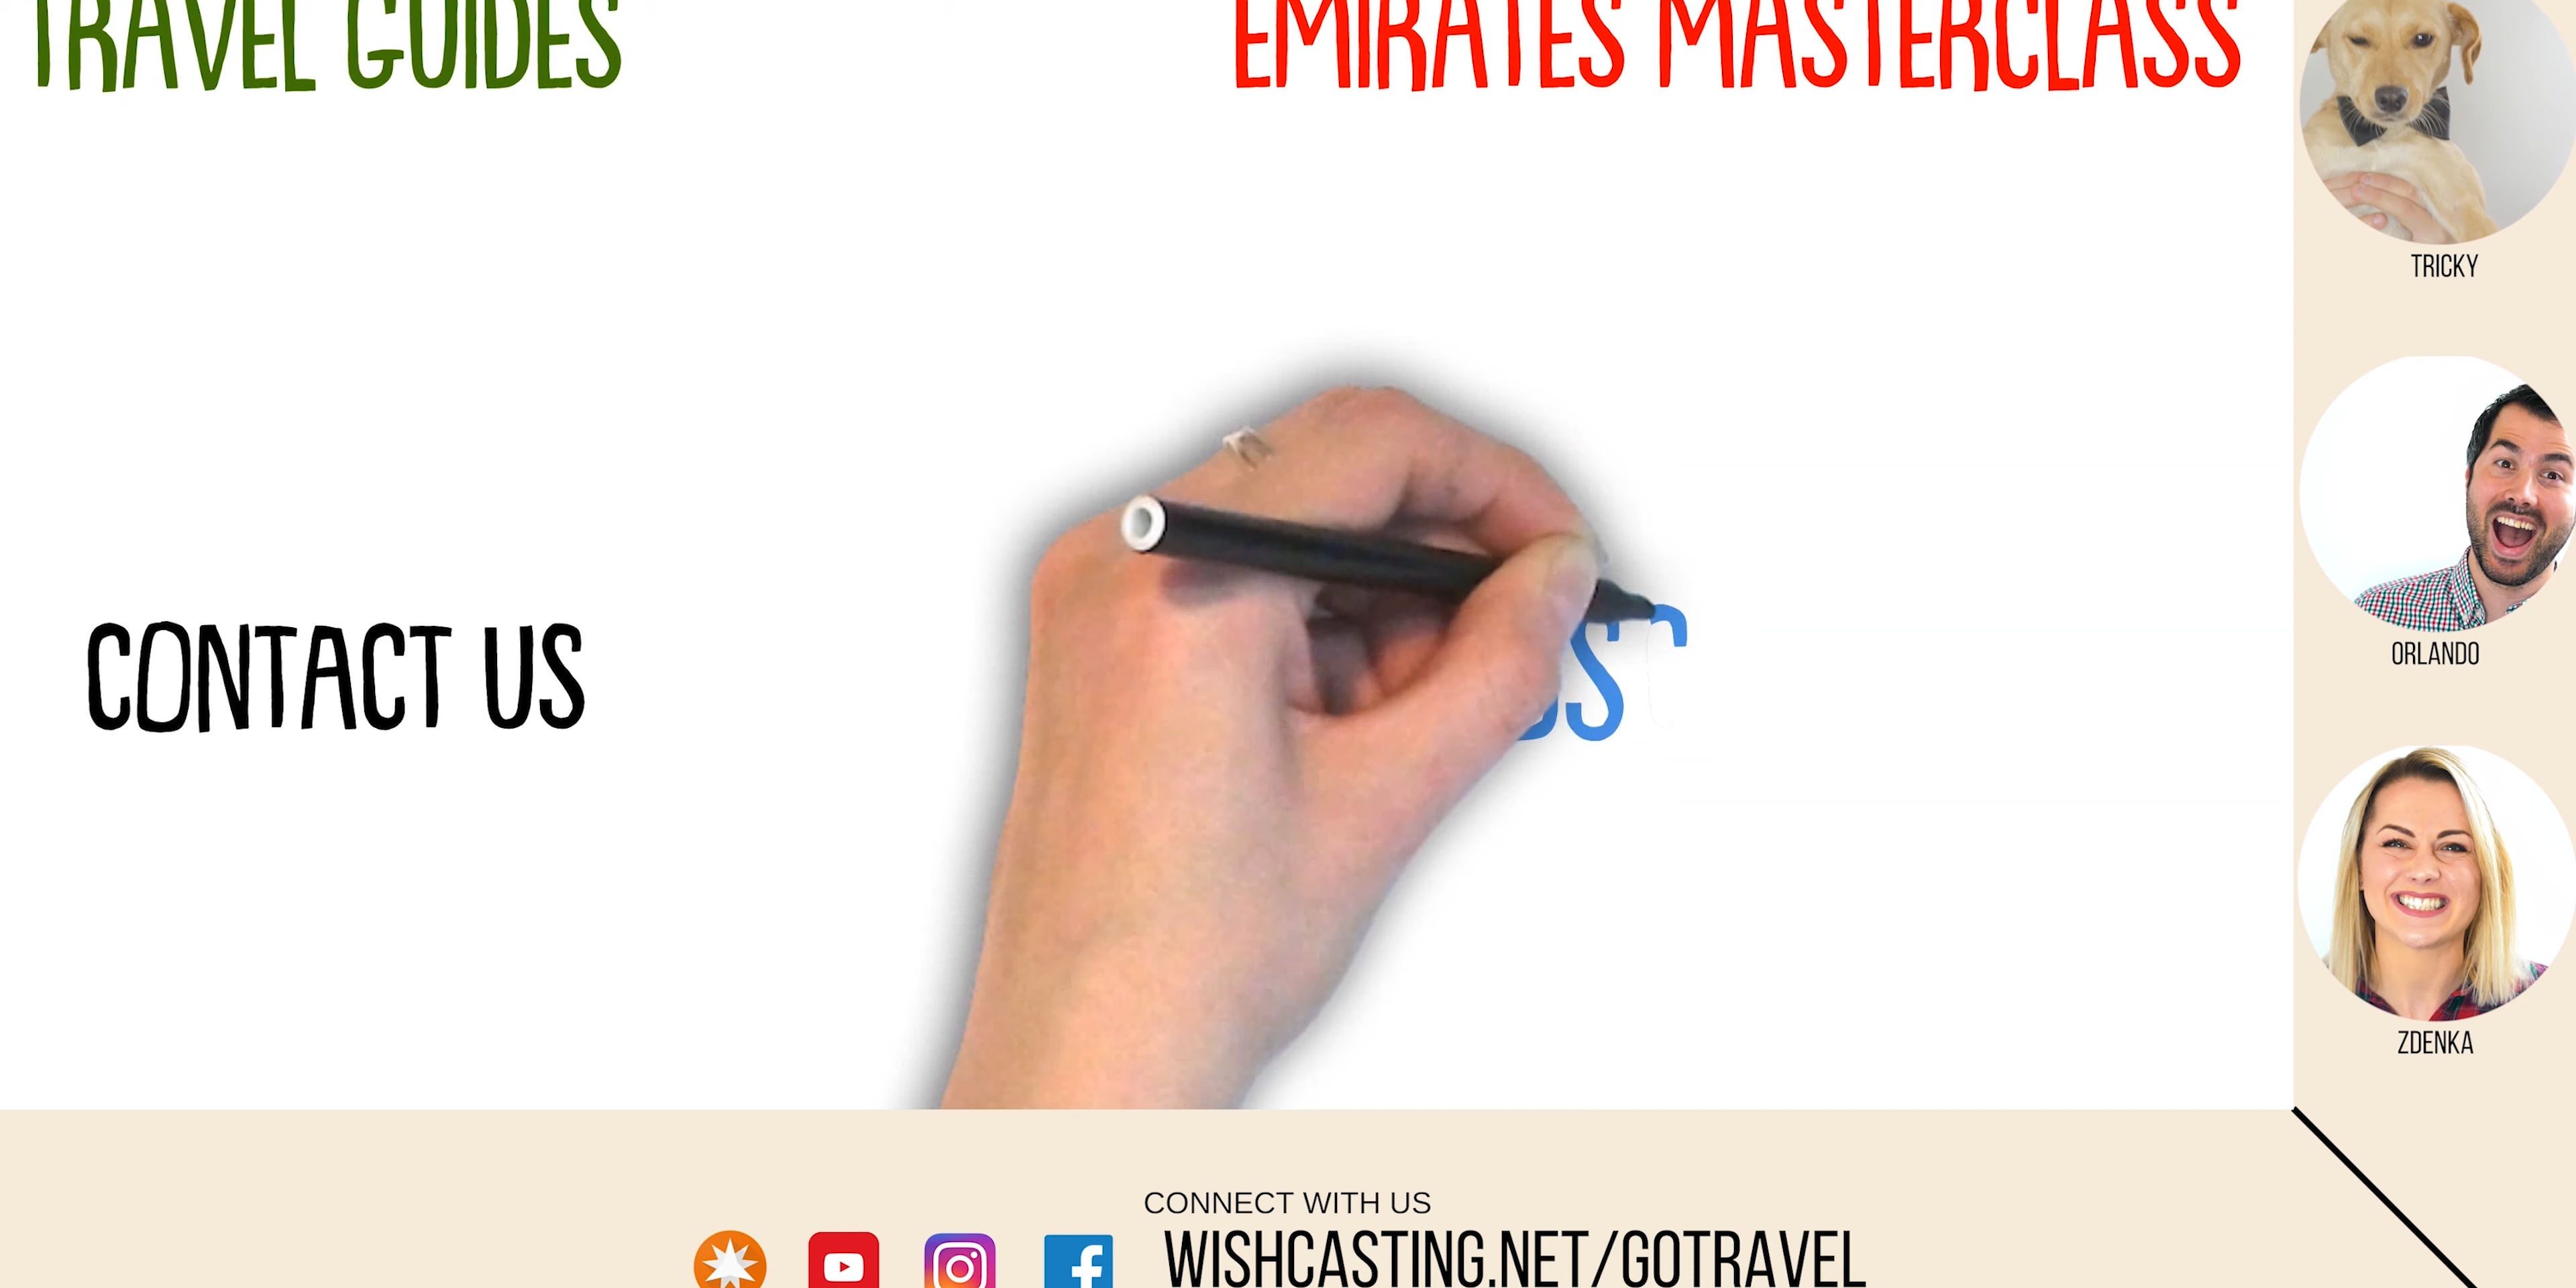 TRAVEL GUIDES
EMIRATES MASTERCLASS
TRICKY
ORLANDO
CONTACT US
ZDENKA
CONNECT WITH US
WISHCASTING.NET/GOTRAVEL